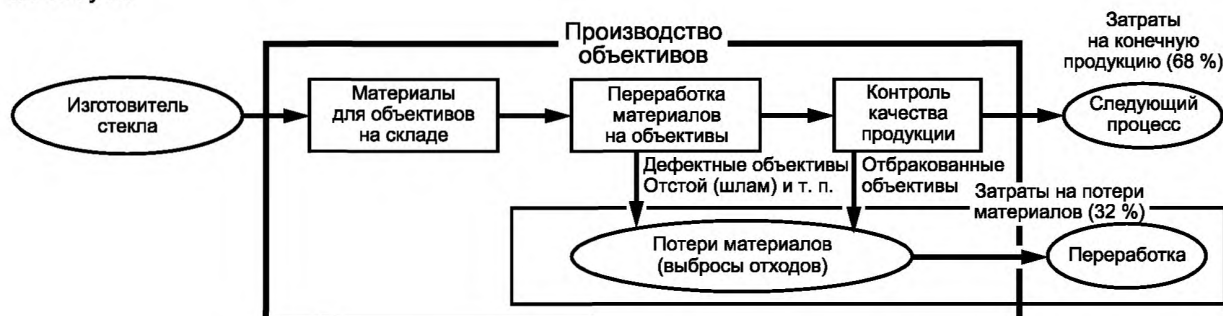 Производство
объективов
Затраты
на конечную
продукцию (68 %)
Изготовитель
стекла
Материалы
для объективов
на складе
Переработка
материалов
на объективы
Контроль
качества
продукции
Следующий
процесс
Дефектные объективы
Отстой (шлам) и т. п.
Отбракованные
объективы
Затраты на потери
материалов (32 %)
Потери материалов
(выбросы отходов)
Переработка